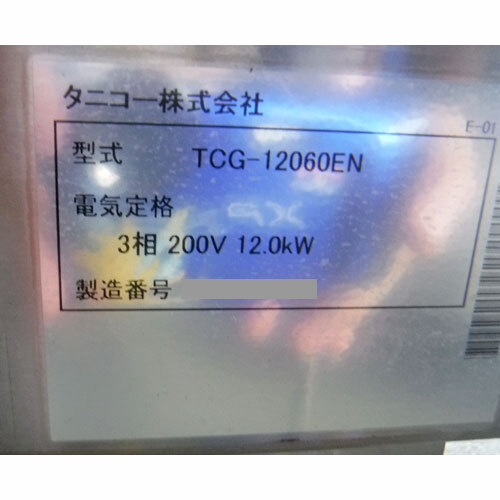 タニコー株式会社
E-01
型式 TCG-12060EN
電気定格
3相 200V 12.0kW
製造番号